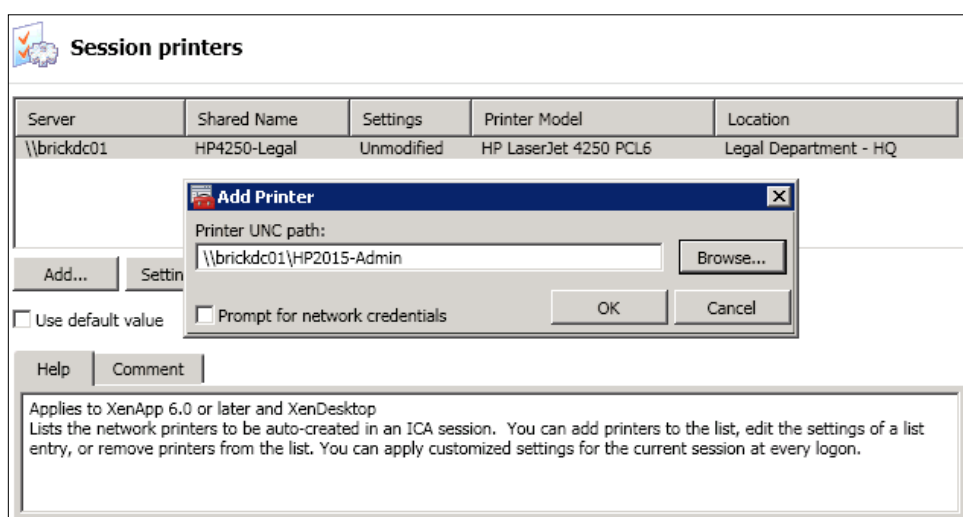 Session printers
Server Shared Name Settings Printer Model Location
\\brickdc01 HP4250-Legal Unmodified HP LaserJet 4250 PCL6 Legal Department - HQ
Add Printer
Printer UNC path:
\\brickdc01\HP2015-Admin Browse...
Add... Settin
Prompt for network credentials OK Cancel
Use default value
Help Comment
Applies to XenApp 6.0 or later and XenDesktop
Lists the network printers to be auto-created in an ICA session. You can add printers to the list, edit the settings of a list
entry, or remove printers from the list. You can apply customized settings for the current session at every logon.